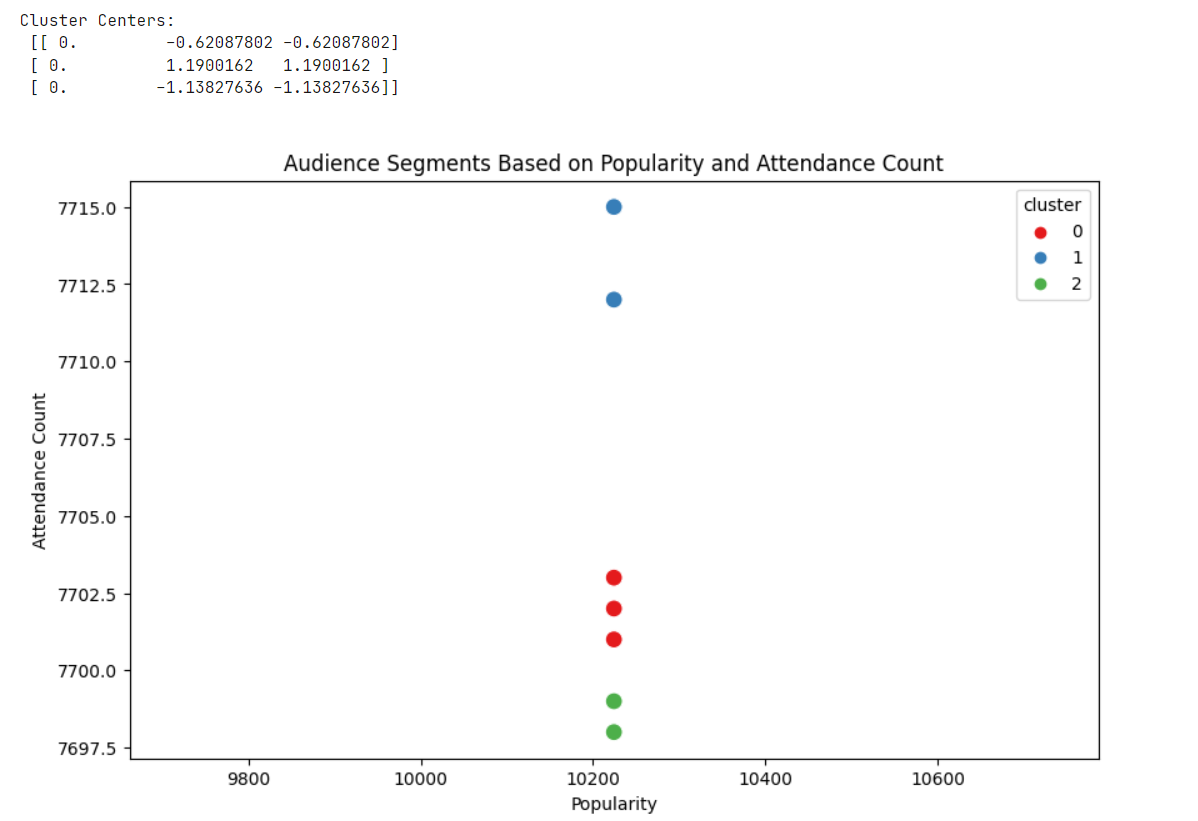 Cluster Centers:
[[ 0.          -0.62087802 -0.62087802]
[ 0.           1.1900162   1.1900162 ]
[ 0.          -1.13827636 -1.13827636]]
Audience Segments Based on Popularity and Attendance Count
cluster
0
1
2
7715.0
7712.5
7710.0
7707.5
7705.0
7702.5
7700.0
7697.5
Attendance Count
9800 10000 10200 10400 10600
Popularity